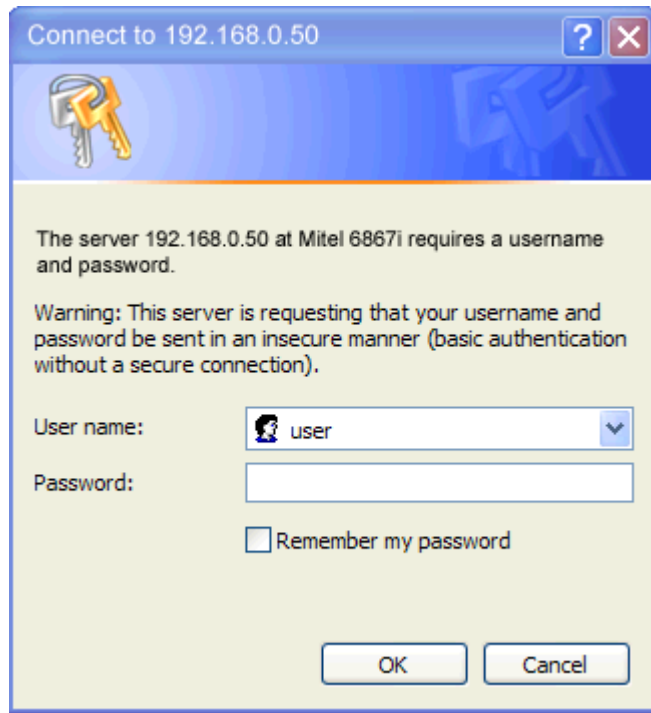 Connect to 192.168.0.50
?
The server 192.168.0.50 at Mitel 6867i requires a username
and password.
Warning: This server is requesting that your username and
password be sent in an insecure manner (basic authentication
without a secure connection).
User name:
user
Password:
Remember my password
OK
Cancel